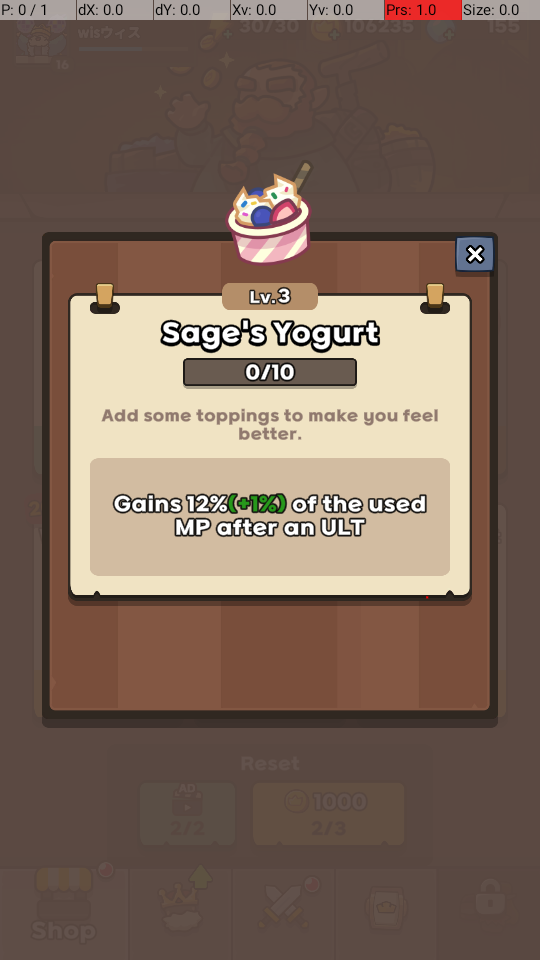 P: 0 / 1 dX: 0.0 dY: 0.0 Xv: 0.0 Yv: 0.0 Prs: 1.0 Size: 0.0
wisウィス 30/30 106235 155
16
Lv.3
Sage's Yogurt
0/10
Add some toppings to make you feel
better.
Gains 12%(+1%) of the used
MP after an ULT
Reset
AD 1000
2/2 2/3
Shop